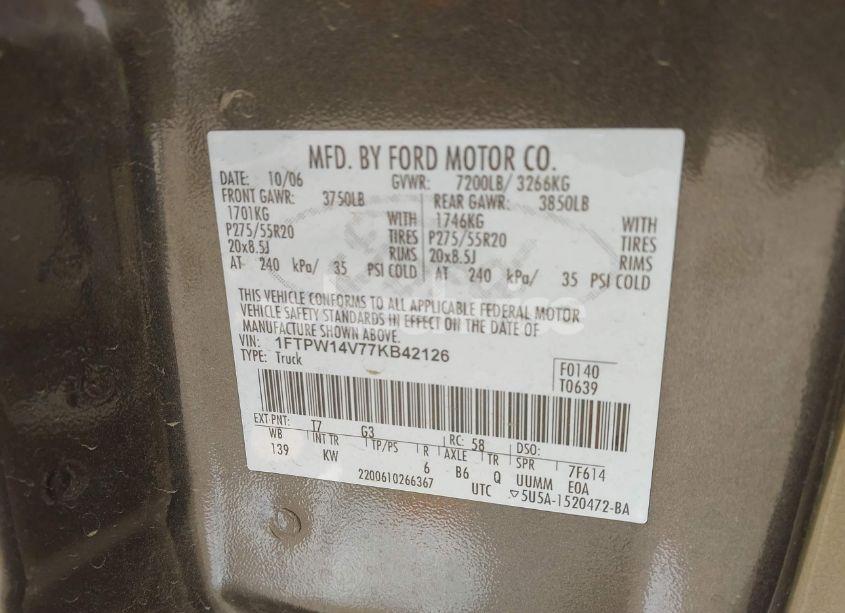 MFD. BY FORD MOTOR CO.
DATE: 10/06 GVWR: 7200LB/ 3266KG
FRONT GAWR: 3750LB REAR GAWR: 3850LB
1701KG WITH 1746KG WITH
P275/55R20 TIRES P275/55R20 TIRES
20x8.5J RIMS 20x8.5J RIMS
AT 240 kPa/ 35 PSI COLD AT 240 kPa/ 35 PSI COLD
THIS VEHICLE CONFORMS TO ALL APPLICABLE FEDERAL MOTOR
VEHICLE SAFETY STANDARDS IN EFFECT ON THE DATE OF
MANUFACTURE SHOWN ABOVE.
VIN: 1FTPW14V77KB42126
TYPE: Truck
F0140
T0639
EXT PNT: T7 G3 RC: 58 DSO:
WB INT TR TP/PS R AXLE TR SPR 7F614
139 KW 6 B6 Q UUMM E0A
2200610266367 UTC ▽5U5A-1520472-BA